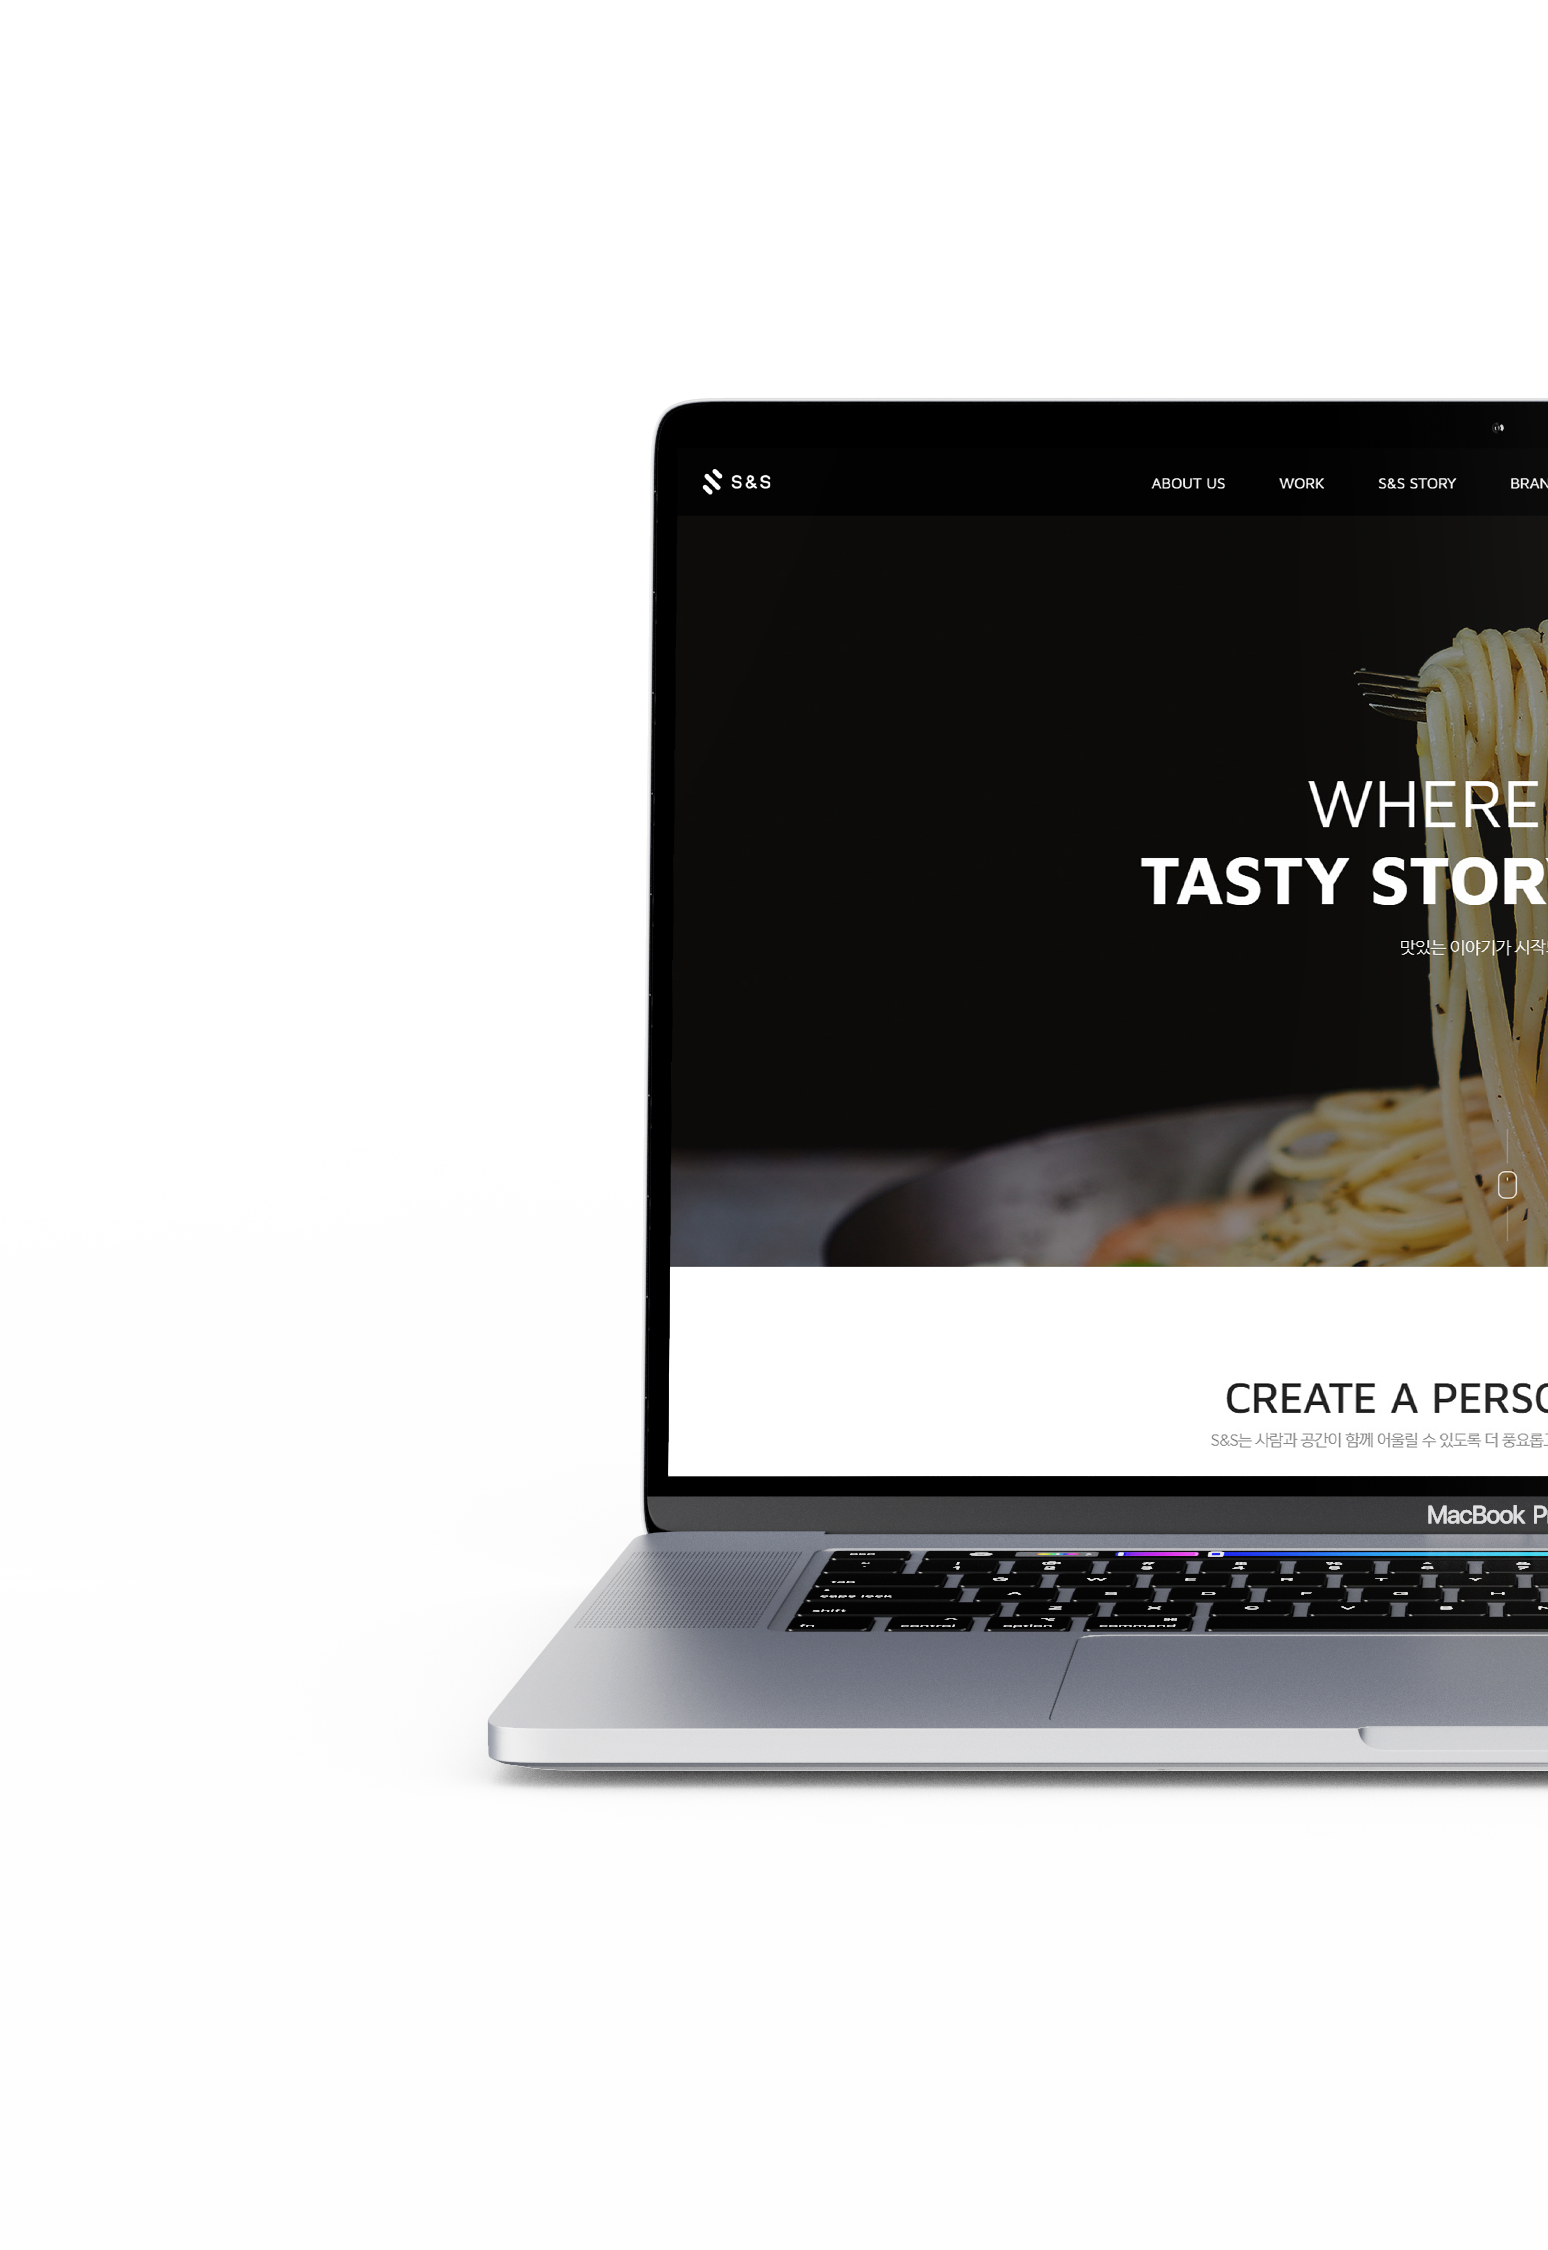 S&S
ABOUT US WORK S&S STORY BRAN
WHERE
TASTY STORY
맛있는 이야기가 시작
CREATE A PERSO
S&S는 사람과 공간이 함께 어울릴 수 있도록 더 풍요롭
MacBook P
tab
caps lock
shift
fn control option command